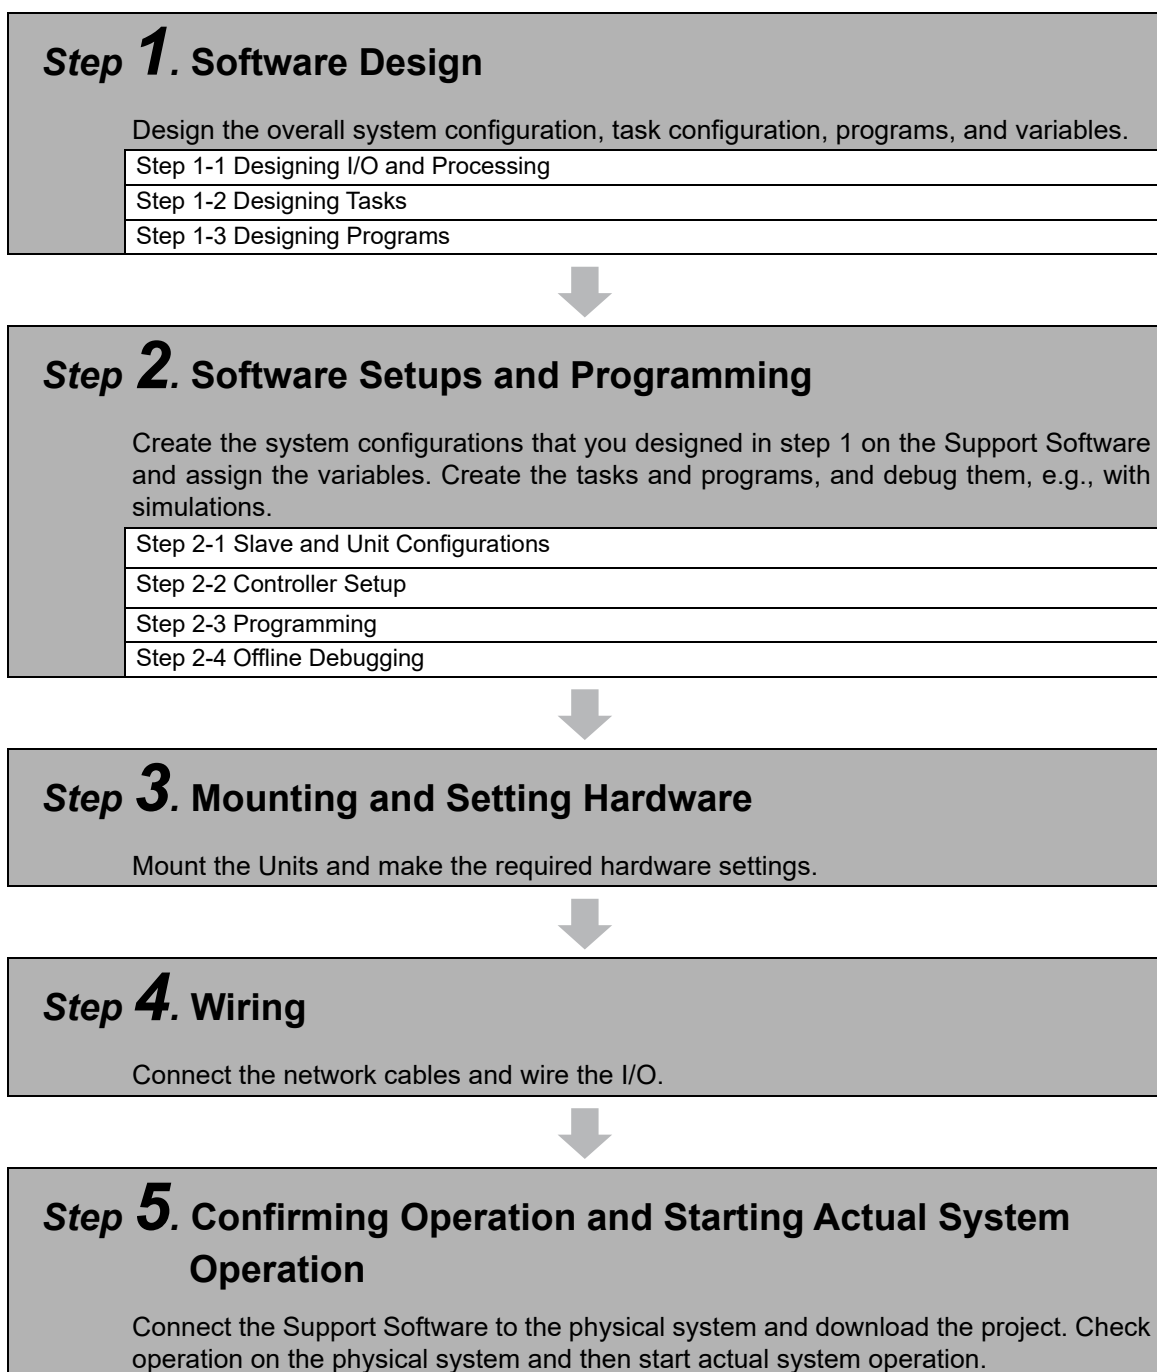 Step 1. Software Design
Design the overall system configuration, task configuration, programs, and variables.
Step 1-1 Designing I/O and Processing
Step 1-2 Designing Tasks
Step 1-3 Designing Programs
Step 2. Software Setups and Programming
Create the system configurations that you designed in step 1 on the Support Software
and assign the variables. Create the tasks and programs, and debug them, e.g., with
simulations.
Step 2-1 Slave and Unit Configurations
Step 2-2 Controller Setup
Step 2-3 Programming
Step 2-4 Offline Debugging
Step 3. Mounting and Setting Hardware
Mount the Units and make the required hardware settings.
Step 4. Wiring
Connect the network cables and wire the I/O.
Step 5. Confirming Operation and Starting Actual System
Operation
Connect the Support Software to the physical system and download the project. Check
operation on the physical system and then start actual system operation.